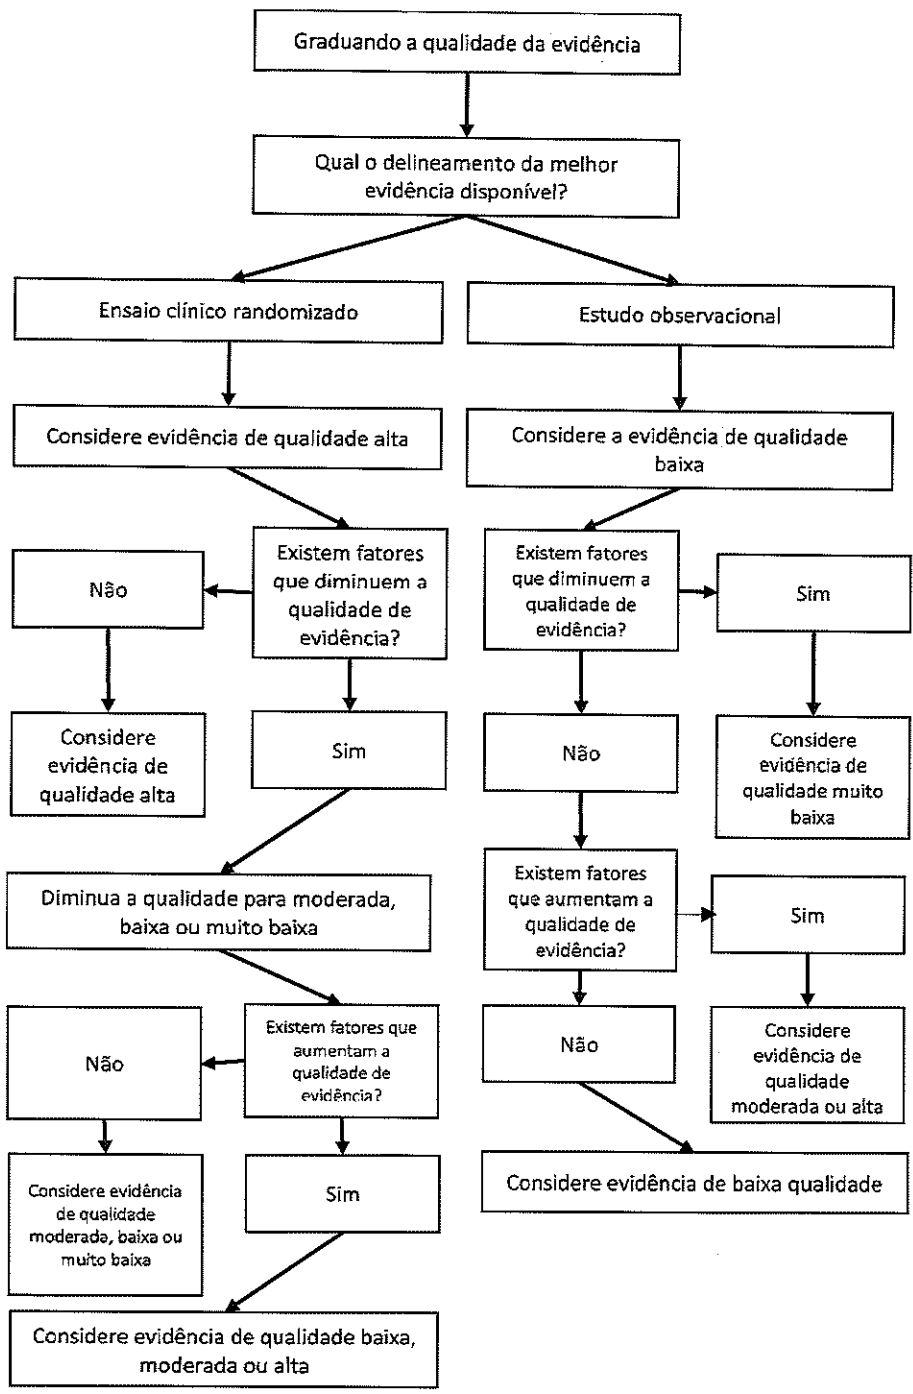 Graduando a qualidade da evidência
Qual o delineamento da melhor
evidência disponível?
Ensaio clínico randomizado
Estudo observacional
Considere evidência de qualidade alta
Considere a evidência de qualidade
baixa
Não
Existem fatores
que diminuem a
qualidade de
evidência?
Existem fatores
que diminuem a
qualidade de
evidência?
Sim
Considere
evidência de
qualidade alta
Sim
Não
Considere
evidência de
qualidade muito
baixa
Diminua a qualidade para moderada,
baixa ou muito baixa
Existem fatores
que aumentam a
qualidade de
evidência?
Sim
Não
Existem fatores que
aumentam a
qualidade de
evidência?
Não
Considere
evidência de
qualidade
moderada ou alta
Considere evidência
de qualidade
moderada, baixa ou
muito baixa
Sim
Considere evidência de baixa qualidade
Considere evidência de qualidade baixa,
moderada ou alta